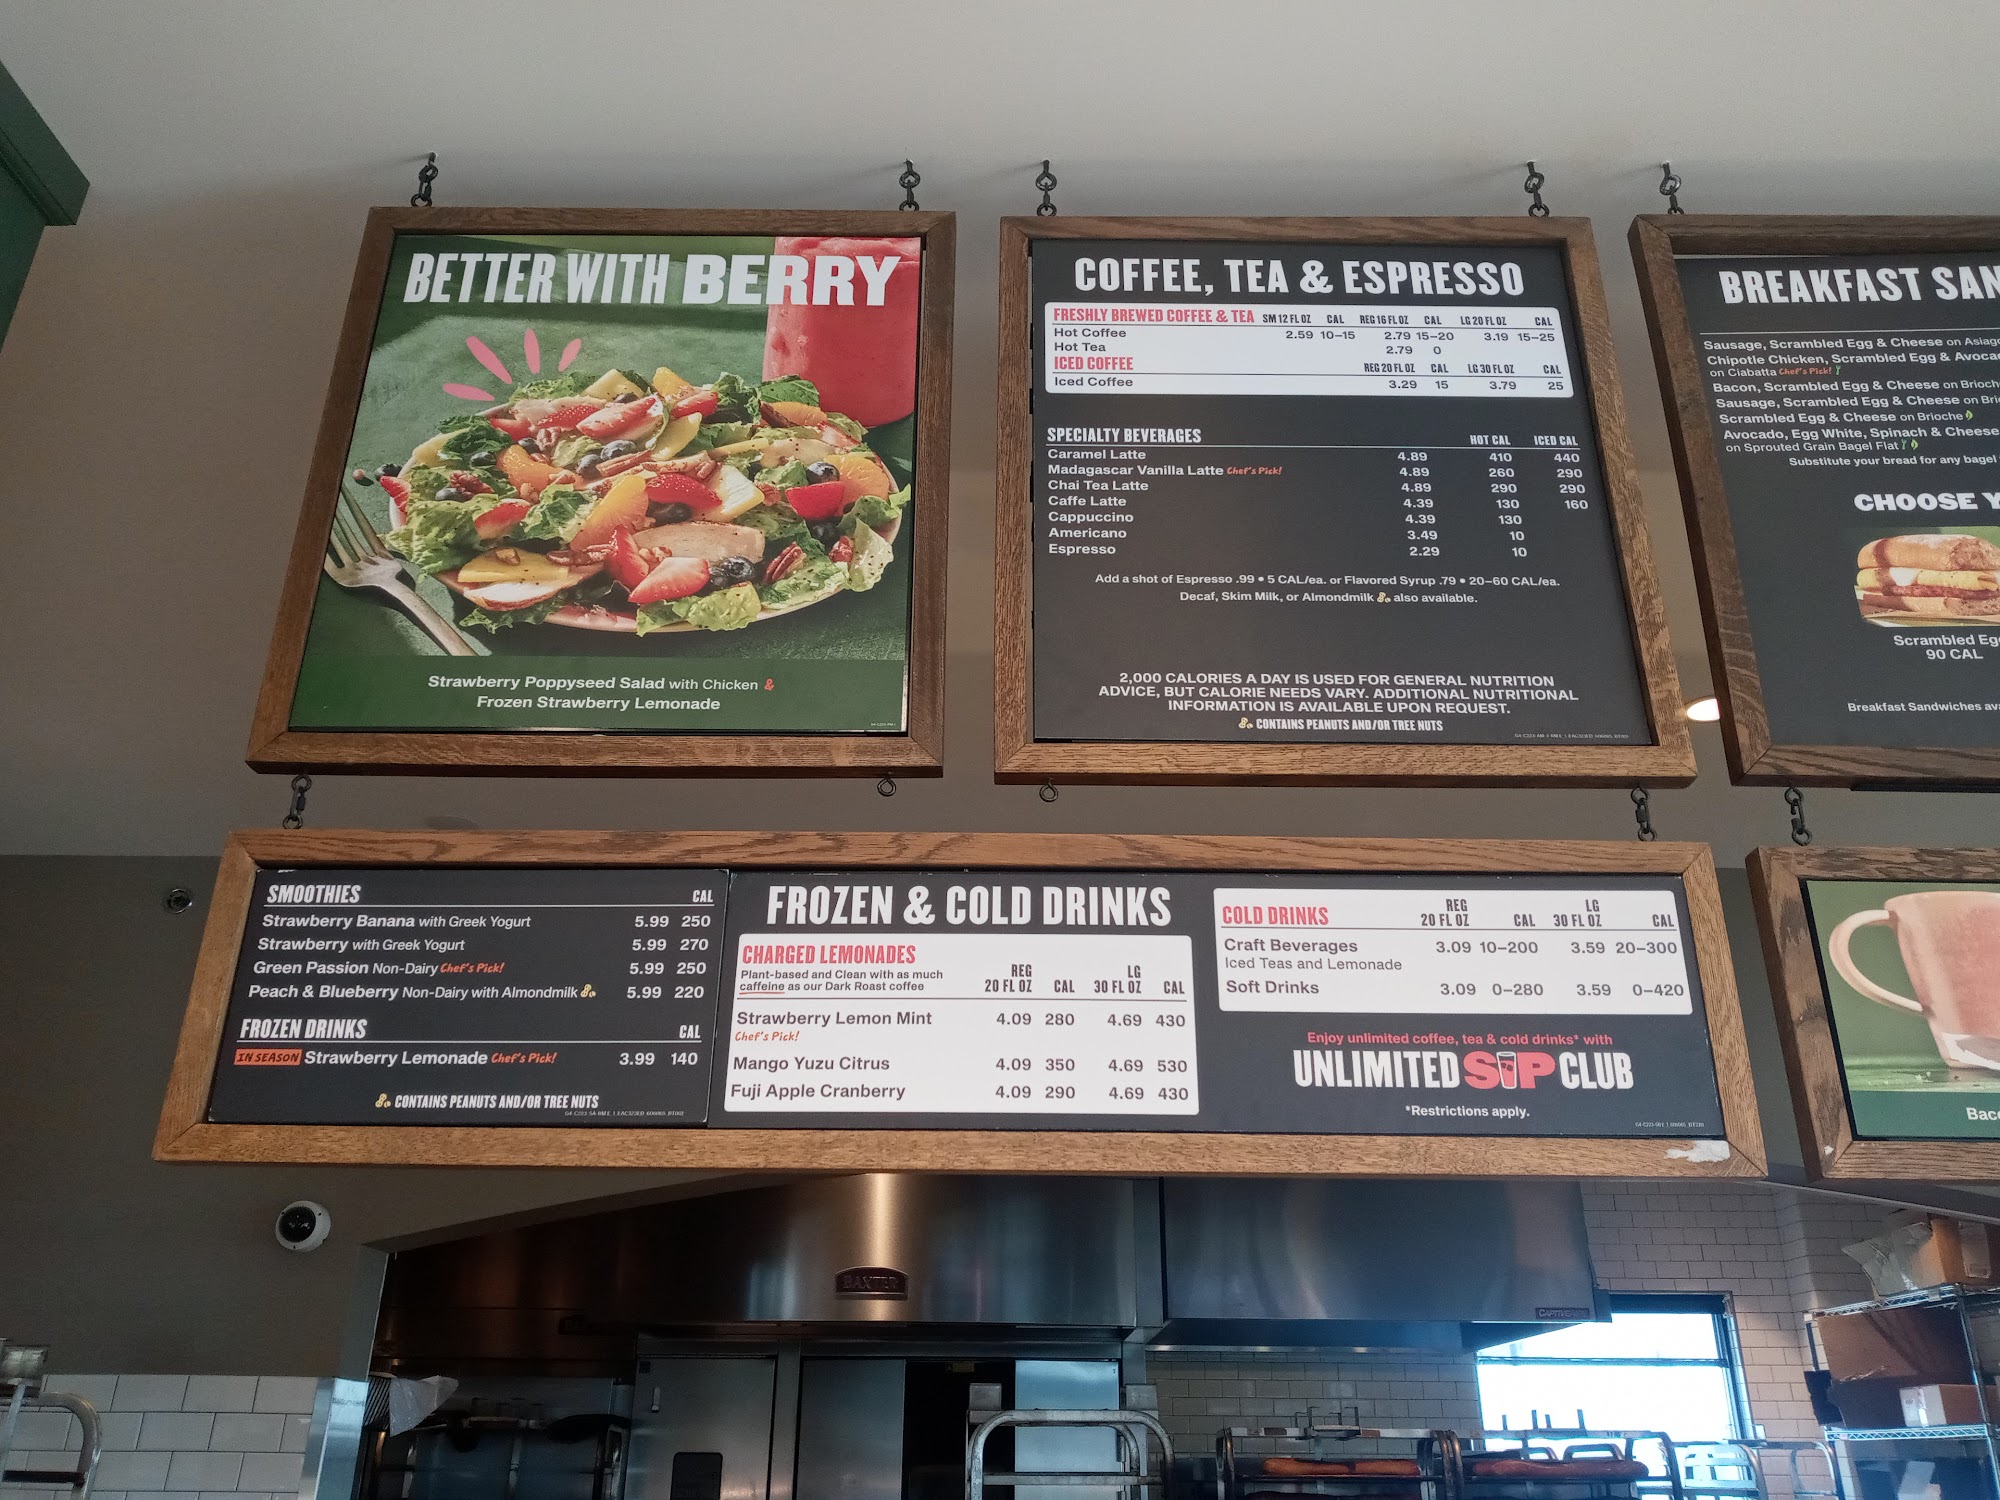 BETTER WITH BERRY
Strawberry Poppyseed Salad with Chicken &
Frozen Strawberry Lemonade
COFFEE, TEA & ESPRESSO
FRESHLY BREWED COFFEE & TEA SM 12 FL OZ CAL REG 16 FL OZ CAL LG 20 FL OZ CAL
Hot Coffee 2.59 10–15 2.79 15–20 3.19 15–25
Hot Tea 2.79 0
ICED COFFEE REG 20 FL OZ CAL LG 30 FL OZ CAL
Iced Coffee 3.29 15 3.79 25
SPECIALTY BEVERAGES HOT CAL ICED CAL
Caramel Latte 4.89 410 440
Madagascar Vanilla Latte Chef's Pick! 4.89 260 290
Chai Tea Latte 4.89 290 290
Caffe Latte 4.39 130 160
Cappuccino 4.39 130
Americano 3.49 10
Espresso 2.29 10
Add a shot of Espresso .99 • 5 CAL/ea. or Flavored Syrup .79 • 20–60 CAL/ea.
Decaf, Skim Milk, or Almondmilk also available.
2,000 CALORIES A DAY IS USED FOR GENERAL NUTRITION
ADVICE, BUT CALORIE NEEDS VARY. ADDITIONAL NUTRITIONAL
INFORMATION IS AVAILABLE UPON REQUEST.
CONTAINS PEANUTS AND/OR TREE NUTS
BREAKFAST SAN
Sausage, Scrambled Egg & Cheese on Asiago
Chipotle Chicken, Scrambled Egg & Avoca
on Ciabatta Chef's Pick!
Bacon, Scrambled Egg & Cheese on Brioch
Sausage, Scrambled Egg & Cheese on Bri
Scrambled Egg & Cheese on Brioche
Avocado, Egg White, Spinach & Cheese
on Sprouted Grain Bagel Flat
Substitute your bread for any bagel
CHOOSE Y
Scrambled Eg
90 CAL
Breakfast Sandwiches ava
SMOOTHIES CAL
Strawberry Banana with Greek Yogurt 5.99 250
Strawberry with Greek Yogurt 5.99 270
Green Passion Non-Dairy Chef's Pick! 5.99 250
Peach & Blueberry Non-Dairy with Almondmilk 5.99 220
FROZEN DRINKS CAL
IN SEASON Strawberry Lemonade Chef's Pick! 3.99 140
CONTAINS PEANUTS AND/OR TREE NUTS
FROZEN & COLD DRINKS
CHARGED LEMONADES
Plant-based and Clean with as much
caffeine as our Dark Roast coffee
REG LG
20 FL OZ CAL 30 FL OZ CAL
Strawberry Lemon Mint 4.09 280 4.69 430
Chef's Pick!
Mango Yuzu Citrus 4.09 350 4.69 530
Fuji Apple Cranberry 4.09 290 4.69 430
REG LG
COLD DRINKS 20 FL OZ CAL 30 FL OZ CAL
Craft Beverages 3.09 10–200 3.59 20–300
Iced Teas and Lemonade
Soft Drinks 3.09 0–280 3.59 0–420
Enjoy unlimited coffee, tea & cold drinks* with
UNLIMITED SIP CLUB
*Restrictions apply.
Bac
BAXTER